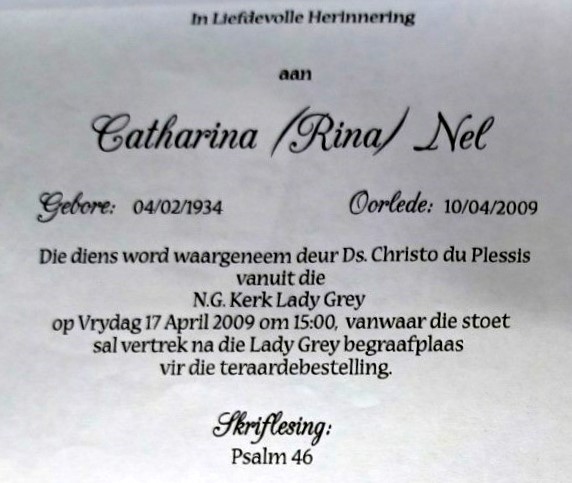 In Liefdevolle Herinnering
aan
Catharina (Rina) Nel
Gebore: 04/02/1934 Oorlede: 10/04/2009
Die diens word waargeneem deur Ds. Christo du Plessis
vanuit die
N.G. Kerk Lady Grey
op Vrydag 17 April 2009 om 15:00, vanwaar die stoet
sal vertrek na die Lady Grey begraafplaas
vir die teraardebestelling.
Skriflesing:
Psalm 46